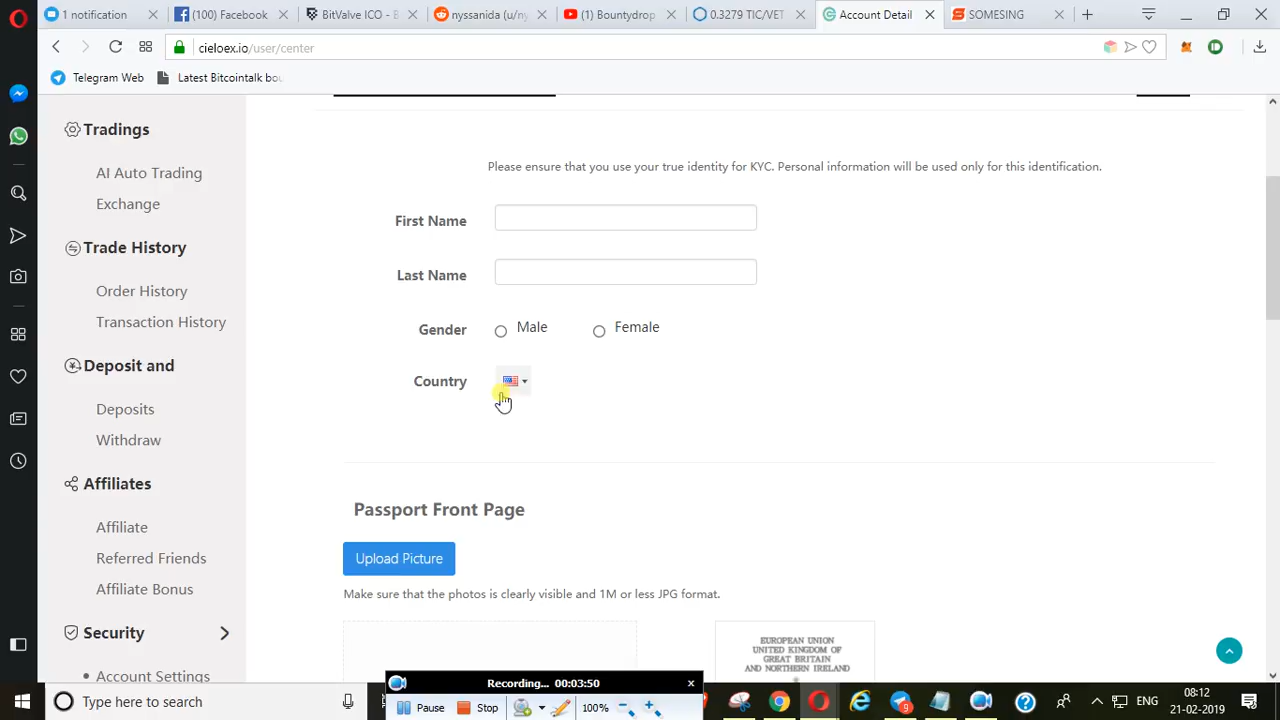 1 notification
(100) Facebook
BitValve ICO - B
nyssanida (u/ny
(1) Bountydrop
0.3279 TIC/VET
Account Detail
SOMESING
cieloex.io/user/center
Telegram Web
Latest Bitcointalk bou
Tradings
AI Auto Trading
Exchange
Trade History
Order History
Transaction History
Deposit and
Deposits
Withdraw
Affiliates
Affiliate
Referred Friends
Affiliate Bonus
Security
Account Settings
Please ensure that you use your true identity for KYC. Personal information will be used only for this identification.
First Name
Last Name
Gender
Male
Female
Country
Passport Front Page
Upload Picture
Make sure that the photos is clearly visible and 1M or less JPG format.
EUROPEAN UNION
UNITED KINGDOM OF
GREAT BRITAIN
AND NORTHERN IRELAND
Recording... 00:03:50
Pause
Stop
100%
Type here to search
9
ENG
08:12
21-02-2019